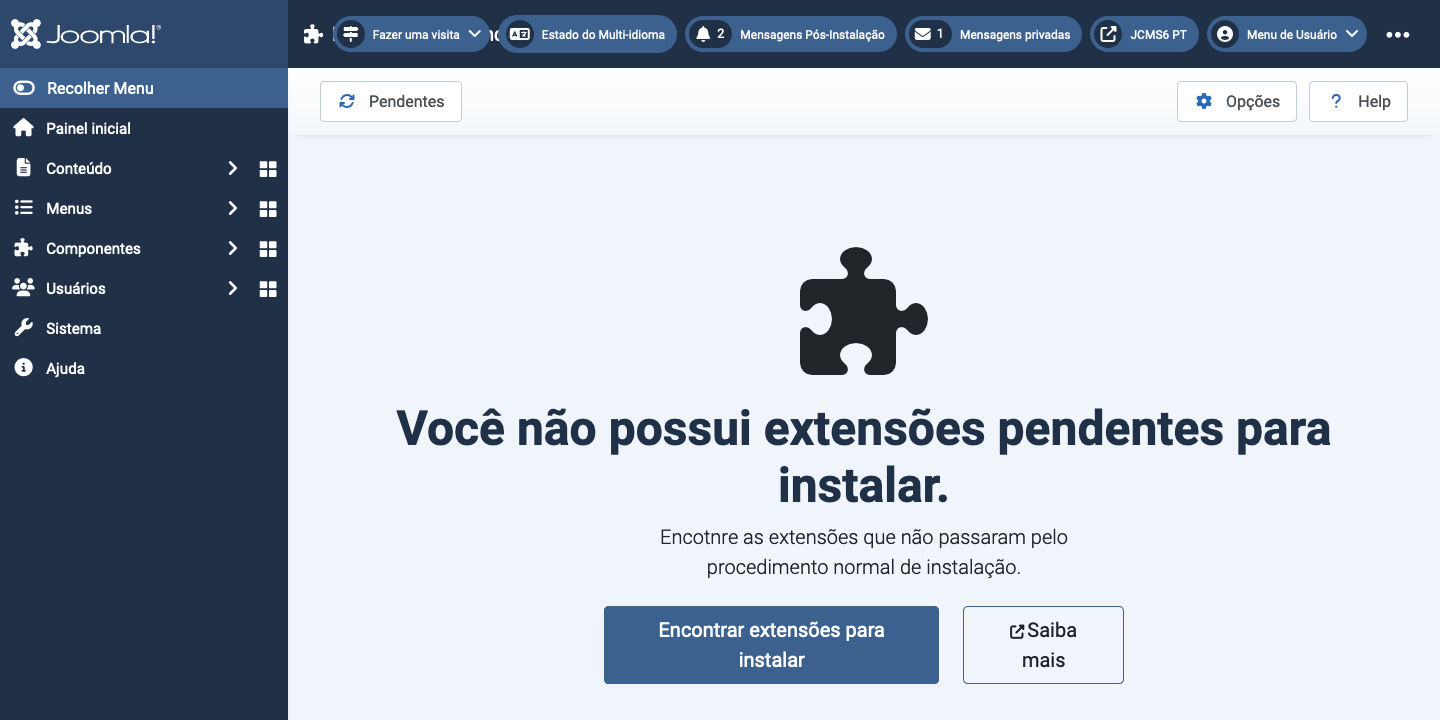 Joomla!®
Fazer uma visita
Estado do Multi-idioma
2 Mensagens Pós-Instalação
1 Mensagens privadas
JCMS6 PT
Menu de Usuário
Recolher Menu
Pendentes
Opções
? Help
Painel inicial
Conteúdo
Menus
Componentes
Usuários
Sistema
Ajuda
Você não possui extensões pendentes para
instalar.
Encotnre as extensões que não passaram pelo
procedimento normal de instalação.
Encontrar extensões para
instalar
Saiba
mais